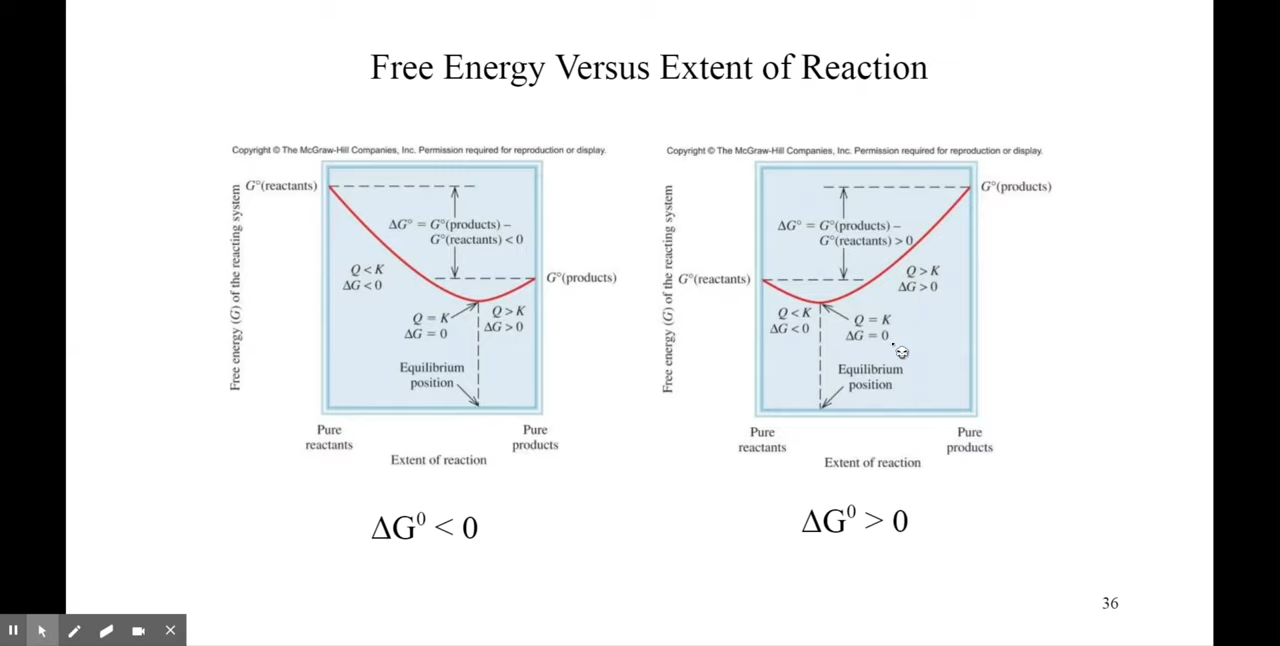 Free Energy Versus Extent of Reaction
Copyright © The McGraw-Hill Companies, Inc. Permission required for reproduction or display.
Free energy (G) of the reacting system
G°(reactants)
ΔG° = G°(products) –
G°(reactants) < 0
Q < K
ΔG < 0
G°(products)
Q = K
ΔG = 0
Q > K
ΔG > 0
Equilibrium
position
Pure
reactants
Pure
products
Extent of reaction
ΔG⁰ < 0
Copyright © The McGraw-Hill Companies, Inc. Permission required for reproduction or display.
Free energy (G) of the reacting system
G°(products)
ΔG° = G°(products) –
G°(reactants) > 0
Q > K
ΔG > 0
G°(reactants)
Q < K
ΔG < 0
Q = K
ΔG = 0
Equilibrium
position
Pure
reactants
Pure
products
Extent of reaction
ΔG⁰ > 0
36